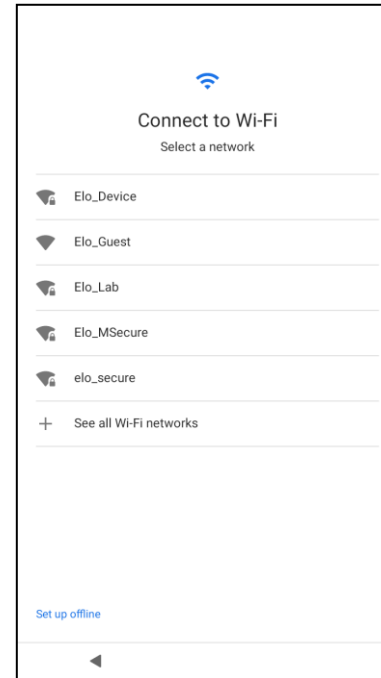 Connect to Wi-Fi
Select a network
Elo_Device
Elo_Guest
Elo_Lab
Elo_MSecure
elo_secure
See all Wi-Fi networks
Set up offline